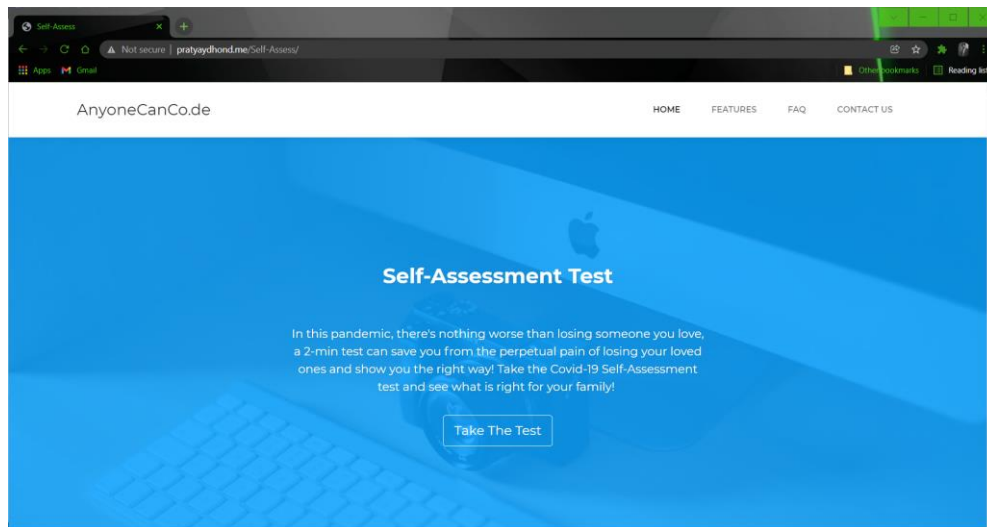 Self-Assess
Not secure | pratyaydhond.me/Self-Assess/
Apps Gmail Other bookmarks Reading list
AnyoneCanCo.de HOME FEATURES FAQ CONTACT US
Self-Assessment Test
In this pandemic, there's nothing worse than losing someone you love,
a 2-min test can save you from the perpetual pain of losing your loved
ones and show you the right way! Take the Covid-19 Self-Assessment
test and see what is right for your family!
Take The Test